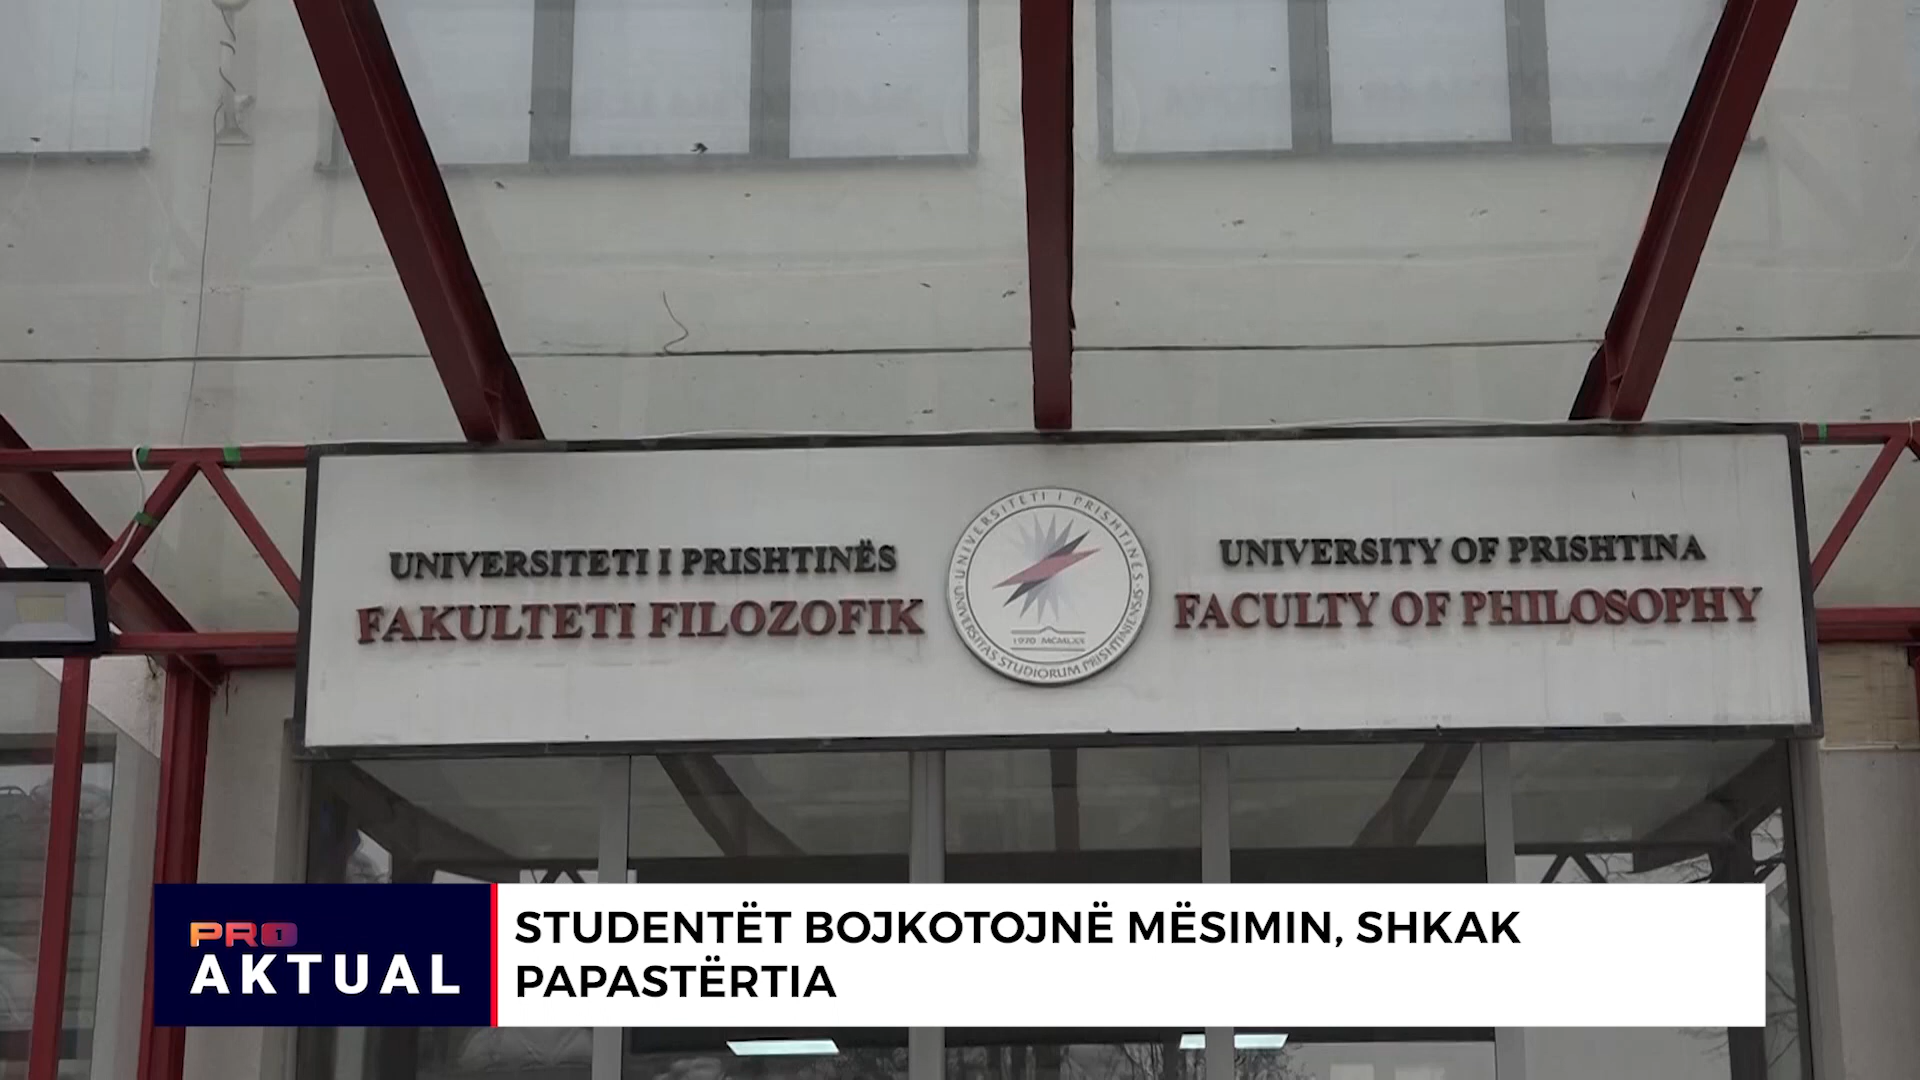 UNIVERSITETI I PRISHTINËS
FAKULTETI FILOZOFIK
UNIVERSITETI I PRISHTINËS
1970 MCMLXX
UNIVERSITAS STUDIORUM PRISHTINIENSIS
UNIVERSITY OF PRISHTINA
FACULTY OF PHILOSOPHY
PRO 1
AKTUAL
STUDENTËT BOJKOTOJNË MËSIMIN, SHKAK
PAPASTËRTIA